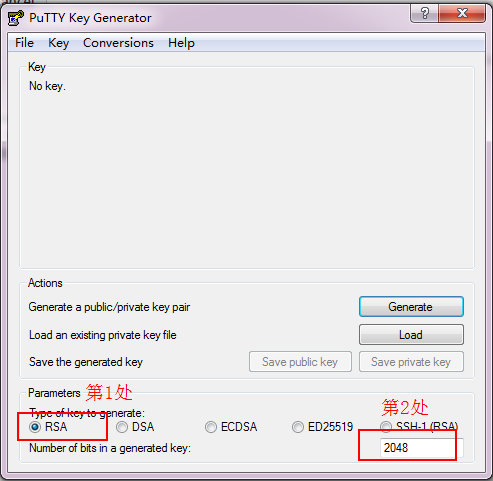 PuTTY Key Generator
File Key Conversions Help
Key
No key.
Actions
Generate a public/private key pair
Generate
Load an existing private key file
Load
Save the generated key
Save public key
Save private key
Parameters
第1处
第2处
Type of key to generate:
RSA
DSA
ECDSA
ED25519
SSH-1 (RSA)
Number of bits in a generated key:
2048